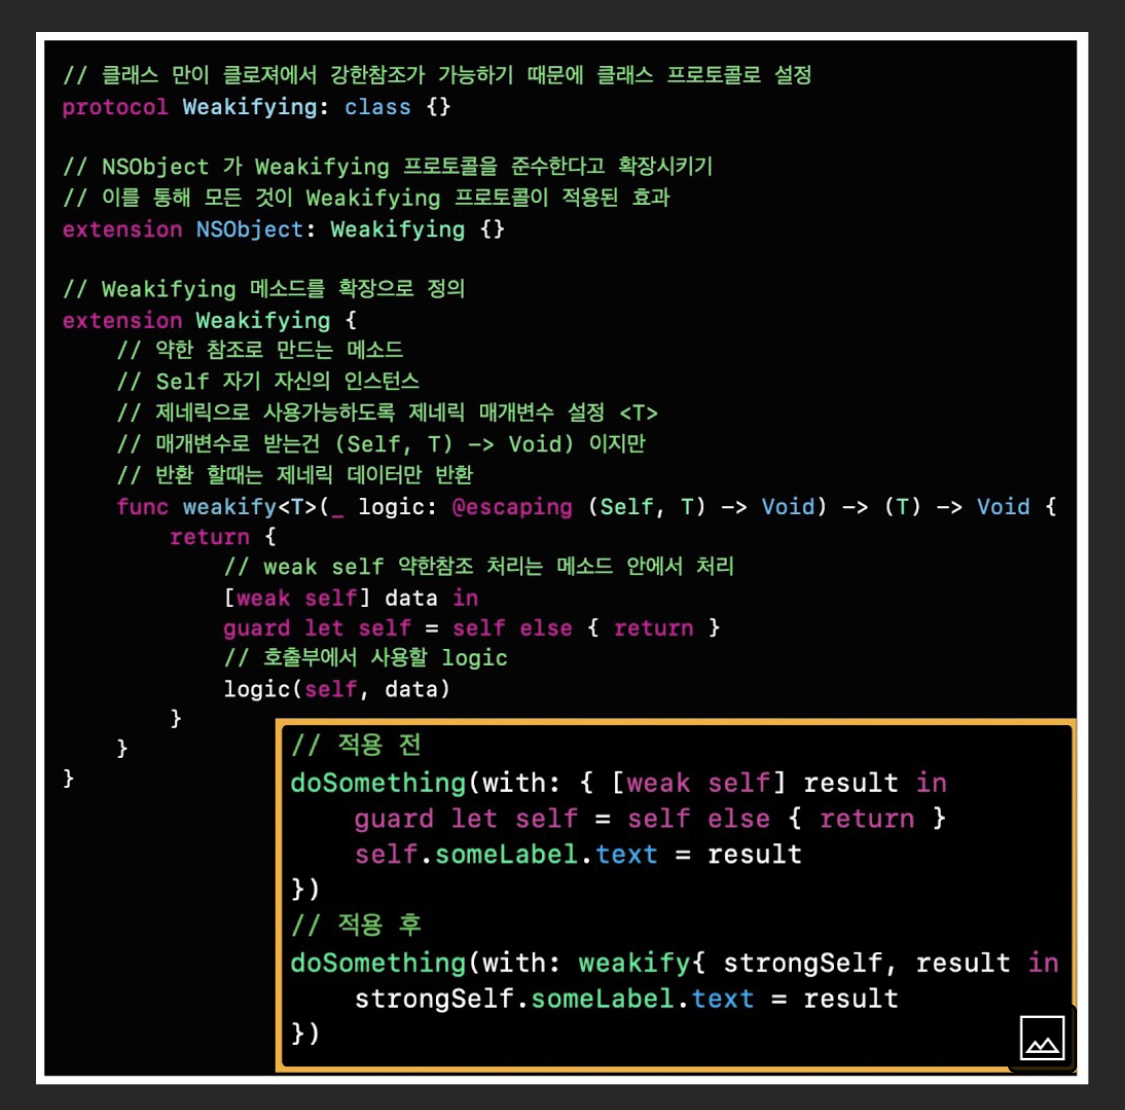 // 클래스 만이 클로져에서 강한참조가 가능하기 때문에 클래스 프로토콜로 설정
protocol Weakifying: class {}
// NSObject 가 Weakifying 프로토콜을 준수한다고 확장시키기
// 이를 통해 모든 것이 Weakifying 프로토콜이 적용된 효과
extension NSObject: Weakifying {}
// Weakifying 메소드를 확장으로 정의
extension Weakifying {
    // 약한 참조로 만드는 메소드
    // Self 자기 자신의 인스턴스
    // 제네릭으로 사용가능하도록 제네릭 매개변수 설정 <T>
    // 매개변수로 받는건 (Self, T) -> Void) 이지만
    // 반환 할때는 제네릭 데이터만 반환
    func weakify<T>(_ logic: @escaping (Self, T) -> Void) -> (T) -> Void {
        return {
            // weak self 약한참조 처리는 메소드 안에서 처리
            [weak self] data in
            guard let self = self else { return }
            // 호출부에서 사용할 logic
            logic(self, data)
        }
    }
}
// 적용 전
doSomething(with: { [weak self] result in
    guard let self = self else { return }
    self.someLabel.text = result
})
// 적용 후
doSomething(with: weakify{ strongSelf, result in
    strongSelf.someLabel.text = result
})